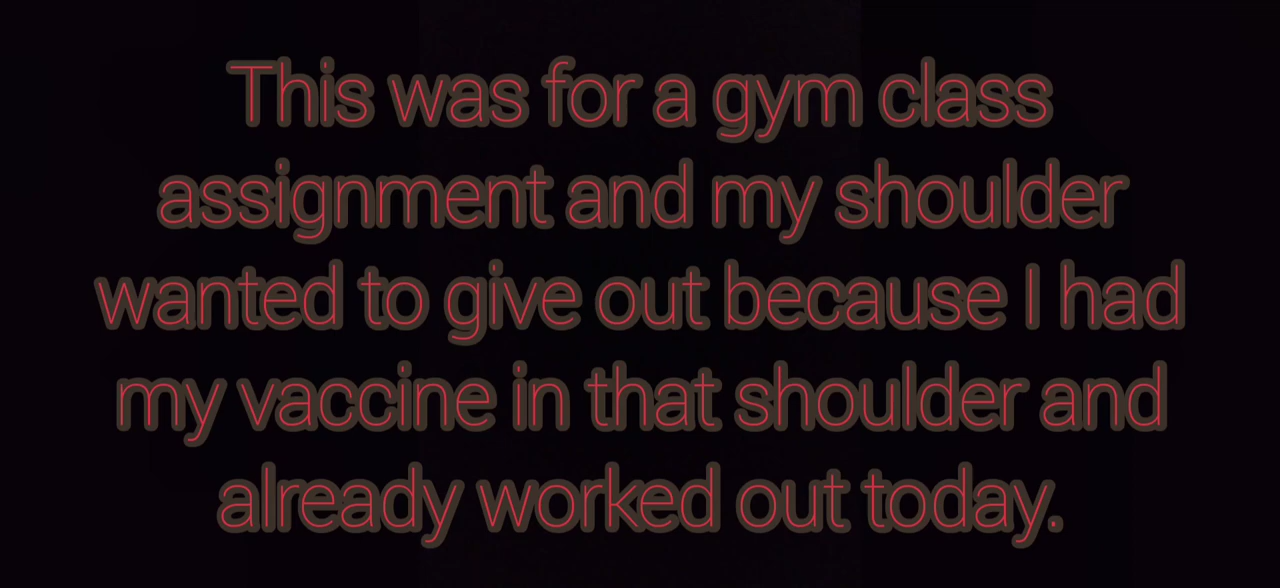 This was for a gym class
assignment and my shoulder
wanted to give out because I had
my vaccine in that shoulder and
already worked out today.